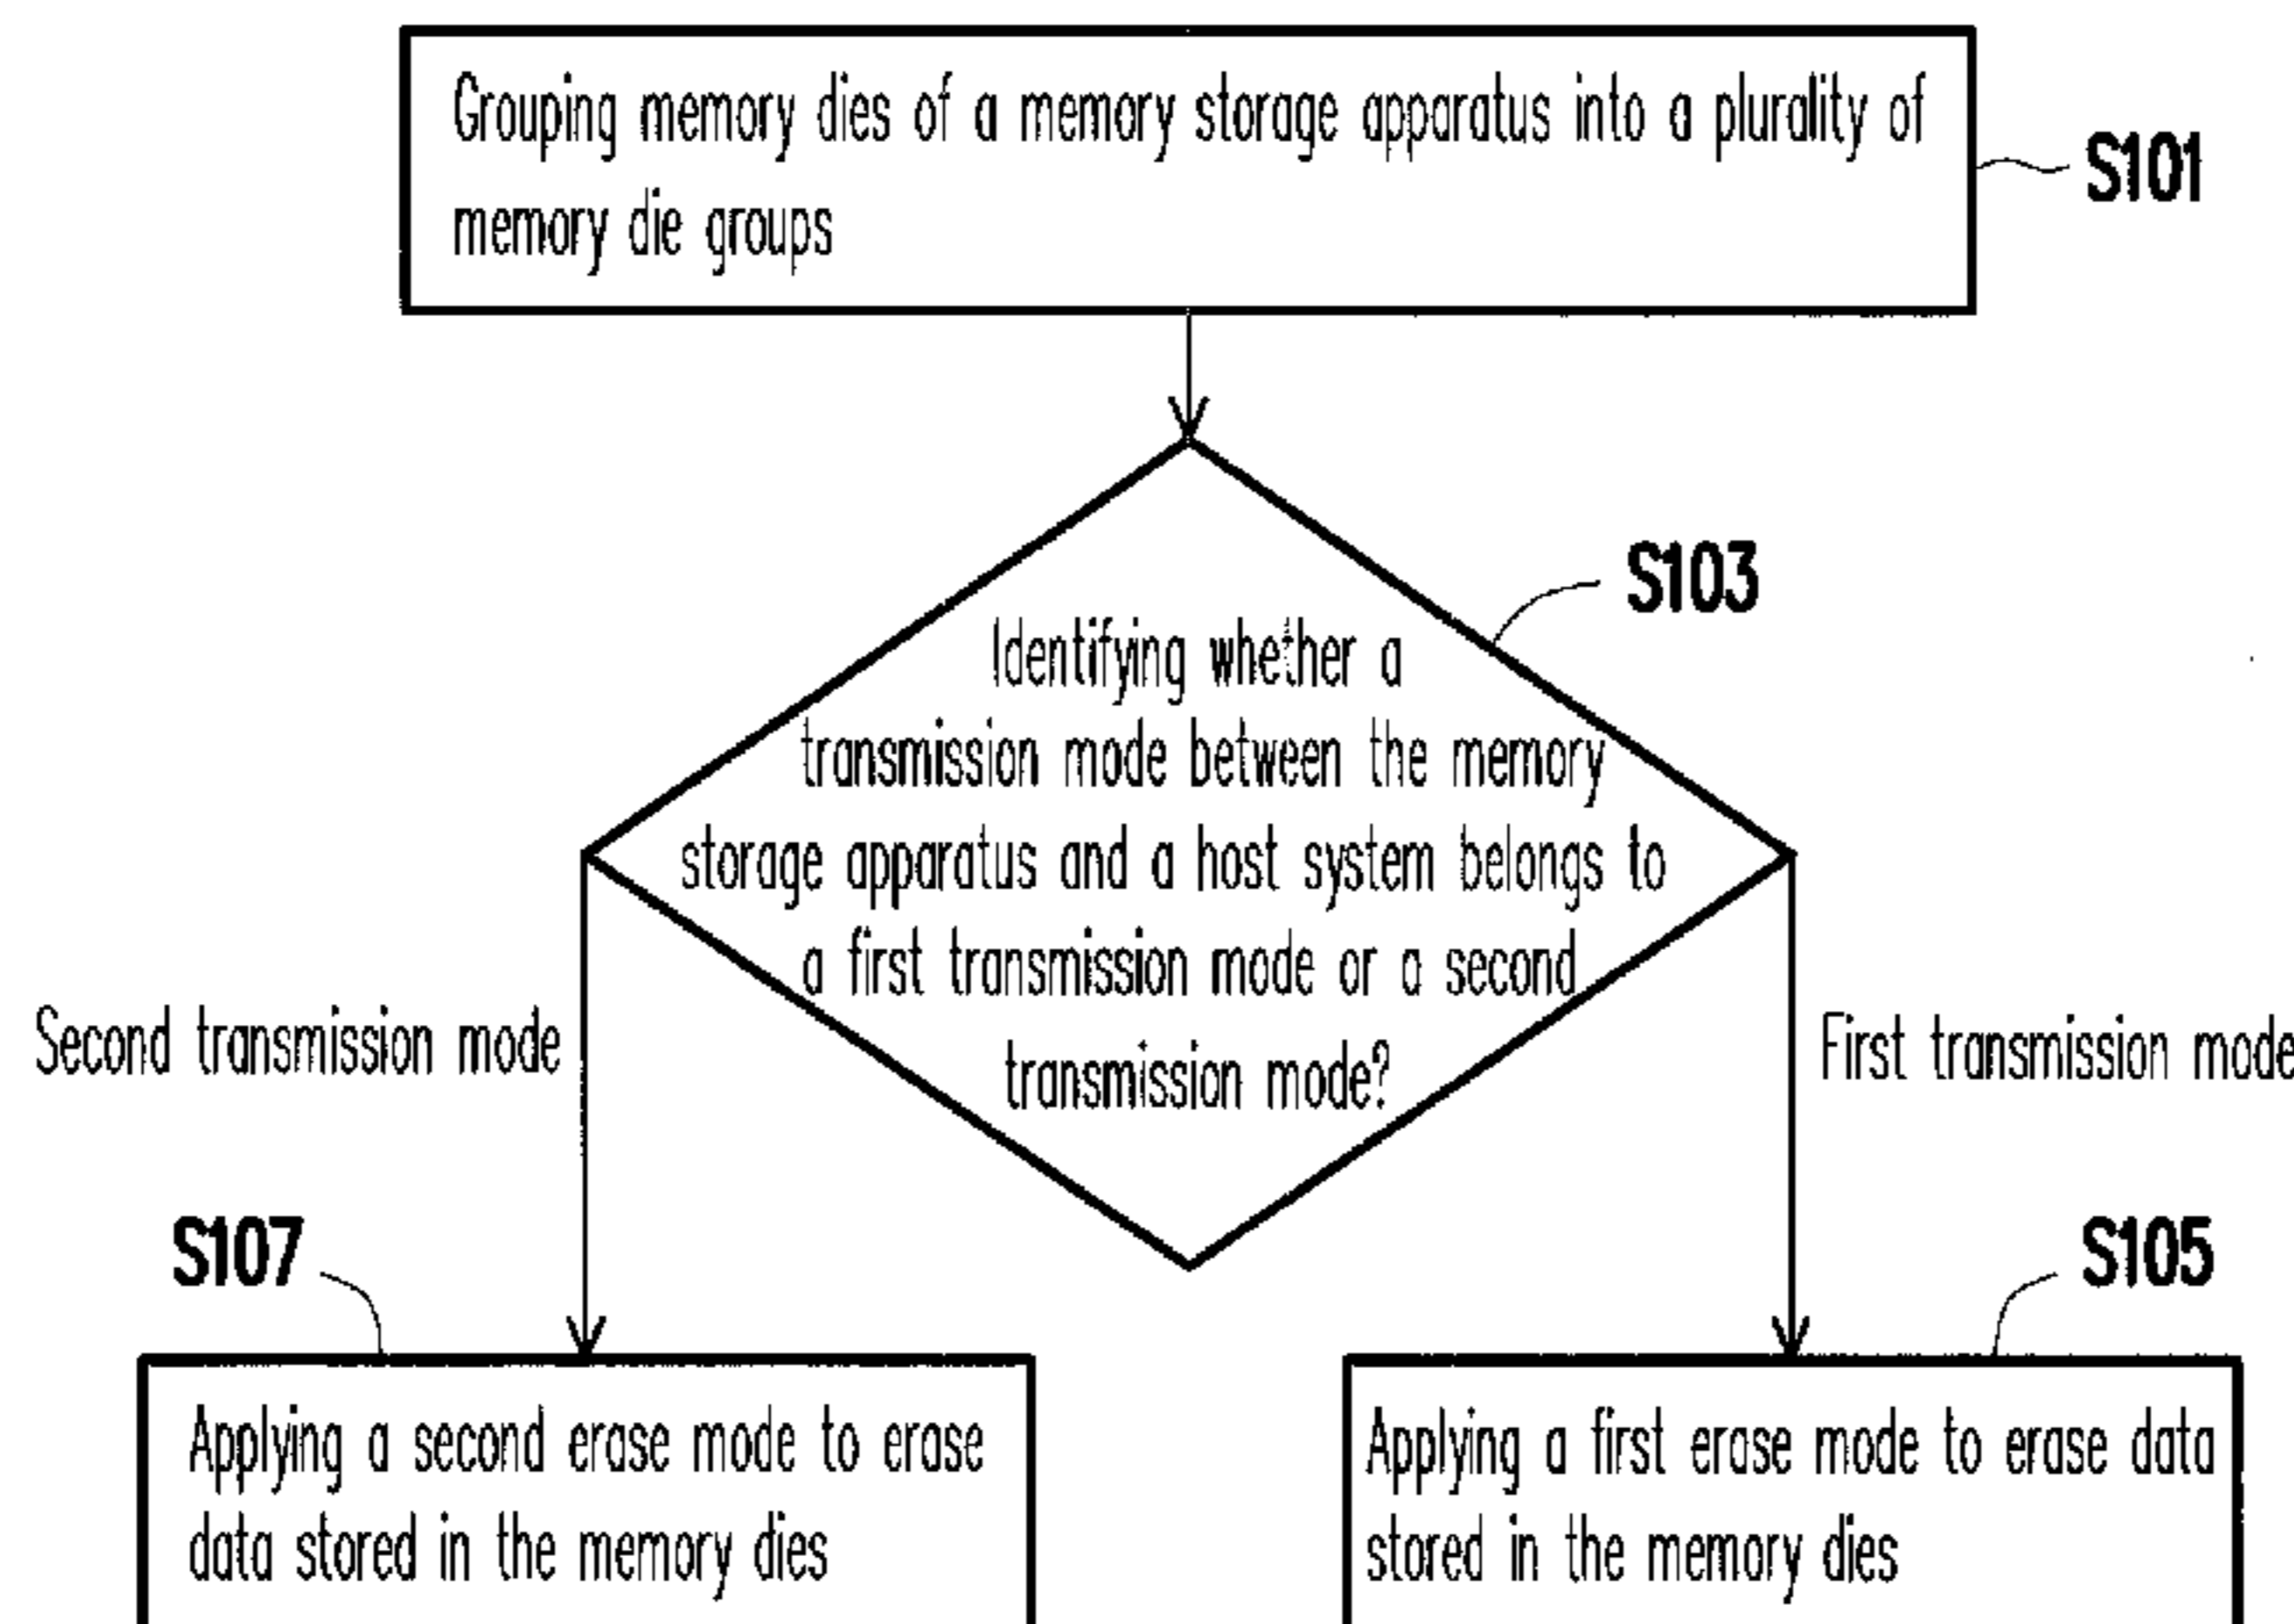 Grouping memory dies of a memory storage apparatus into a plurality of
memory die groups
S101
S103
Identifying whether a
transmission mode between the memory
storage apparatus and a host system belongs to
a first transmission mode or a second
transmission mode?
Second transmission mode
First transmission mode
S107
S105
Applying a second erase mode to erase
data stored in the memory dies
Applying a first erase mode to erase data
stored in the memory dies